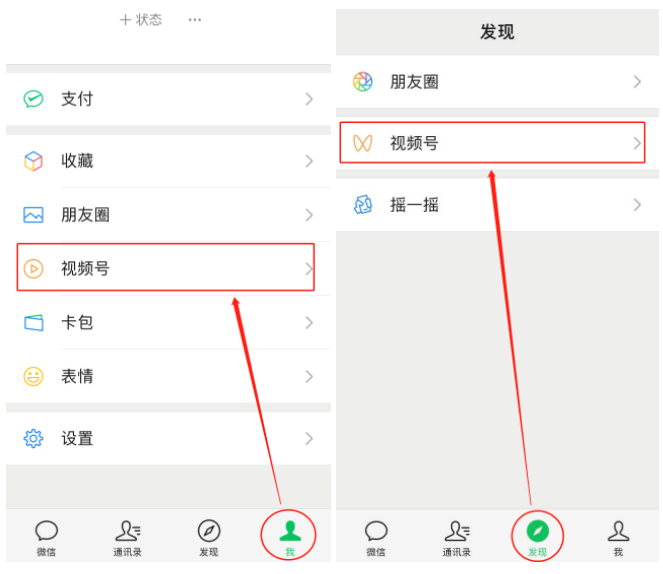 + 状态 ···
支付
收藏
朋友圈
视频号
卡包
表情
设置
微信 通讯录 发现 我
发现
朋友圈
视频号
摇一摇
微信 通讯录 发现 我